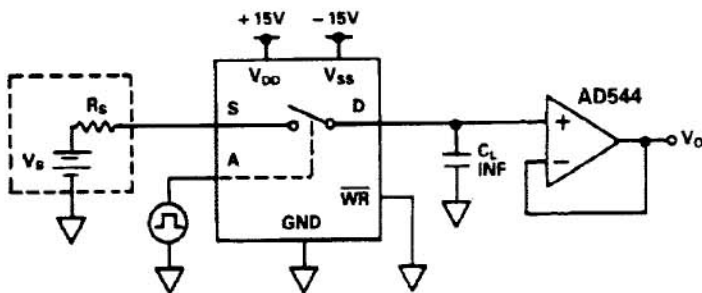 +15V
-15V
VDD
VSS
AD544
RS
S
D
+
VO
VS
A
CL
INF
-
WR
GND